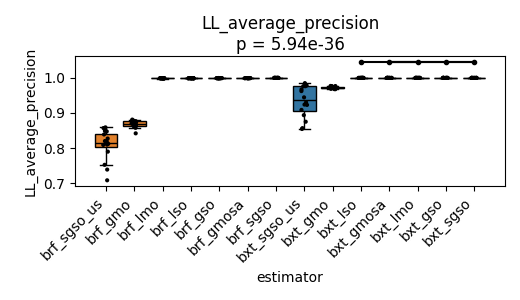 LL_average_precision
p = 5.94e-36
LL_average_precision
1.0
0.9
0.8
0.7
brf_sgso_us
brf_gmo
brf_lmo
brf_lso
brf_gso
brf_gmosa
brf_sgso
bxt_sgso_us
bxt_gmo
bxt_lso
bxt_gmosa
bxt_lmo
bxt_gso
bxt_sgso
estimator